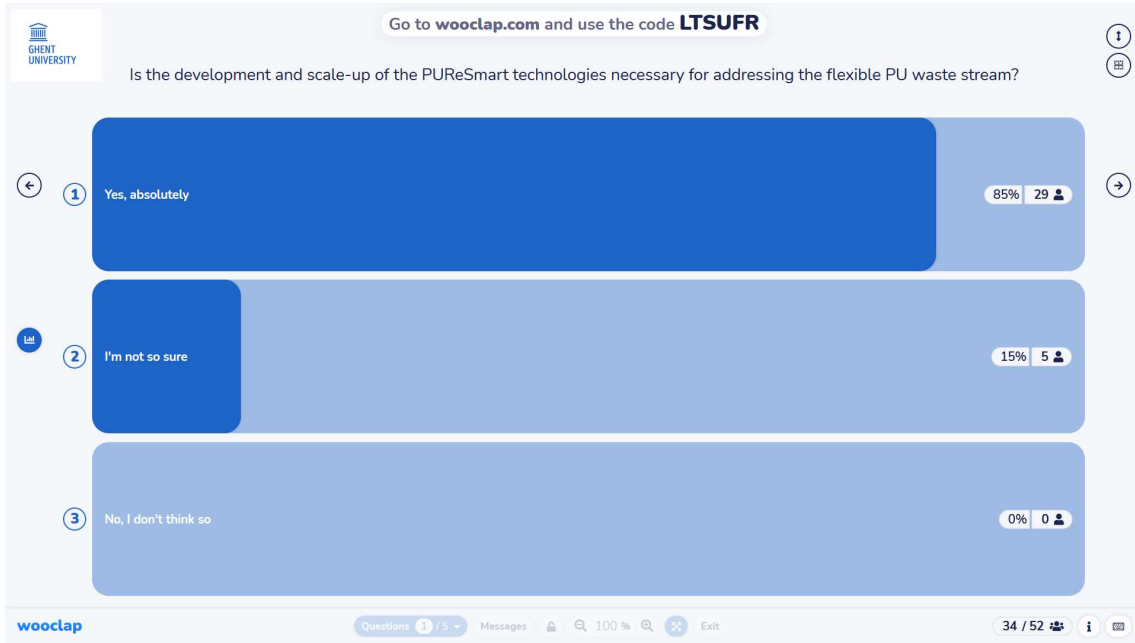 Go to wooclap.com and use the code LTSUFR
GHENT
UNIVERSITY
Is the development and scale-up of the PUReSmart technologies necessary for addressing the flexible PU waste stream?
1 Yes, absolutely 85% 29
2 I'm not so sure 15% 5
3 No, I don't think so 0% 0
wooclap Questions 1 / 5 Messages 100 % Exit 34 / 52 i